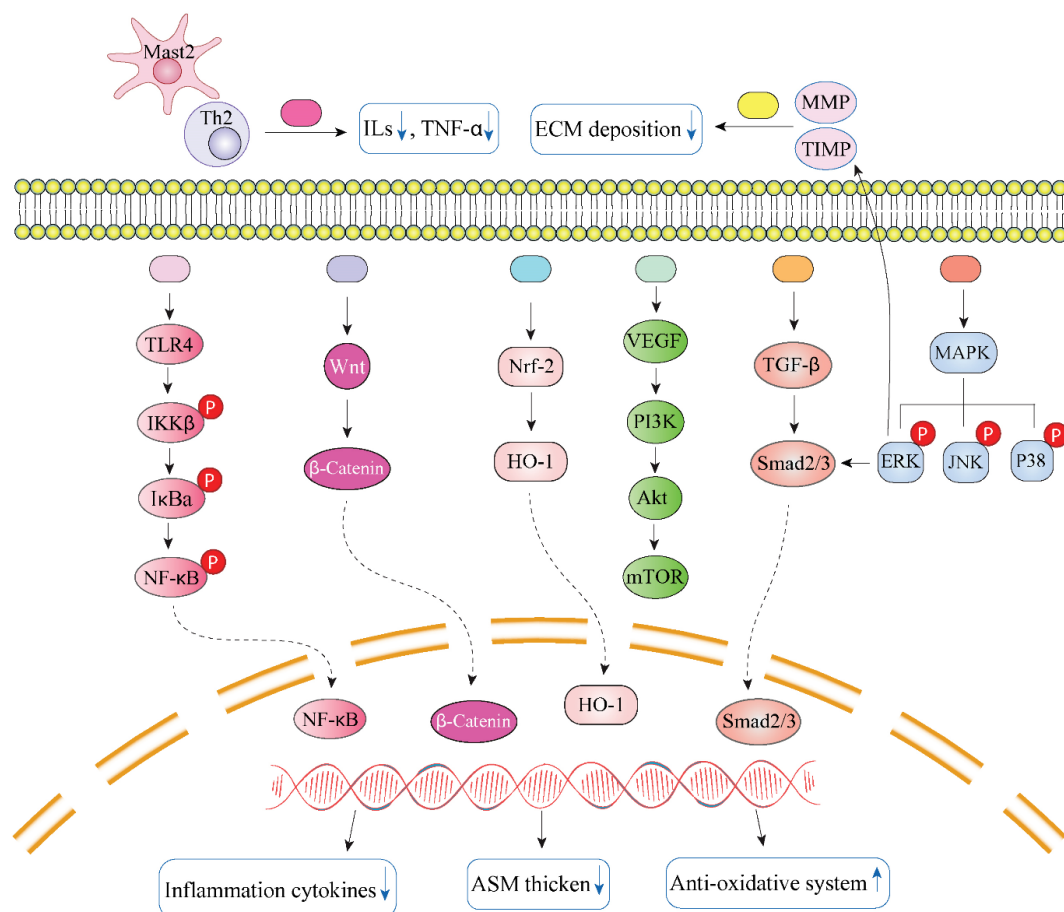 Mast2
Th2
ILs↓, TNF-α↓
ECM deposition↓
MMP
TIMP
TLR4
Wnt
Nrf-2
VEGF
TGF-β
MAPK
IKKβ
P
PI3K
β-Catenin
HO-1
Smad2/3
ERK
P
JNK
P
P38
P
IκBa
P
Akt
NF-κB
P
mTOR
NF-κB
β-Catenin
HO-1
Smad2/3
Inflammation cytokines↓
ASM thicken↓
Anti-oxidative system↑